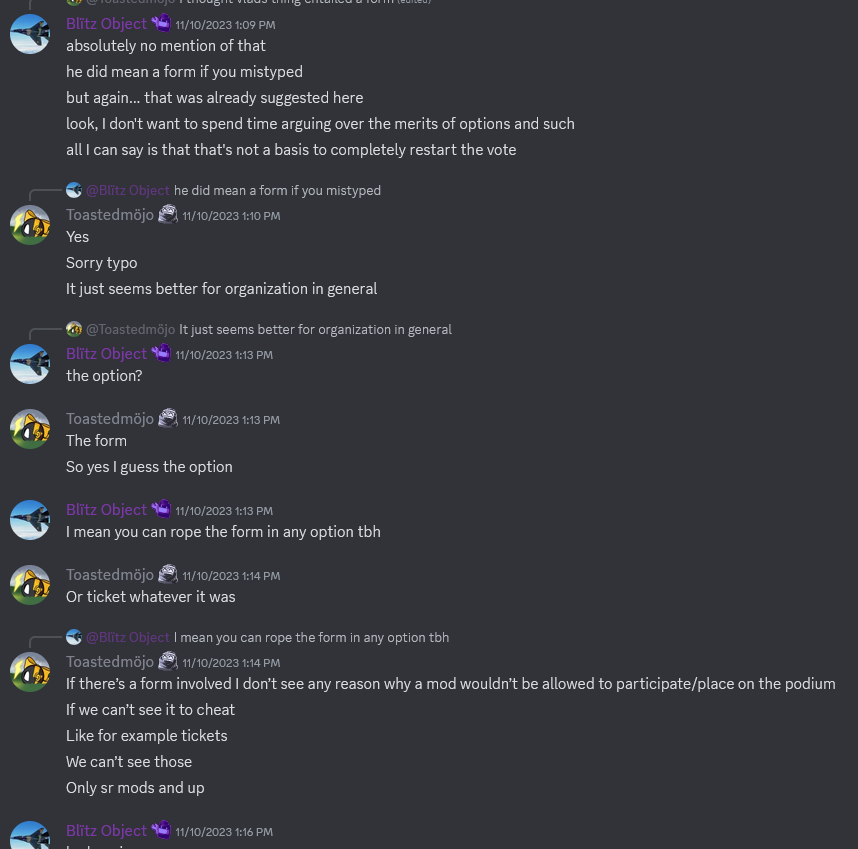 @Toastedmöjo I thought vlads thing entailed a form (edited)
Blïtz Object 11/10/2023 1:09 PM
absolutely no mention of that
he did mean a form if you mistyped
but again... that was already suggested here
look, I don't want to spend time arguing over the merits of options and such
all I can say is that that's not a basis to completely restart the vote
@Blïtz Object he did mean a form if you mistyped
Toastedmöjo 11/10/2023 1:10 PM
Yes
Sorry typo
It just seems better for organization in general
@Toastedmöjo It just seems better for organization in general
Blïtz Object 11/10/2023 1:13 PM
the option?
Toastedmöjo 11/10/2023 1:13 PM
The form
So yes I guess the option
Blïtz Object 11/10/2023 1:13 PM
I mean you can rope the form in any option tbh
Toastedmöjo 11/10/2023 1:14 PM
Or ticket whatever it was
@Blïtz Object I mean you can rope the form in any option tbh
Toastedmöjo 11/10/2023 1:14 PM
If there’s a form involved I don’t see any reason why a mod wouldn’t be allowed to participate/place on the podium
If we can’t see it to cheat
Like for example tickets
We can’t see those
Only sr mods and up
Blïtz Object 11/10/2023 1:16 PM